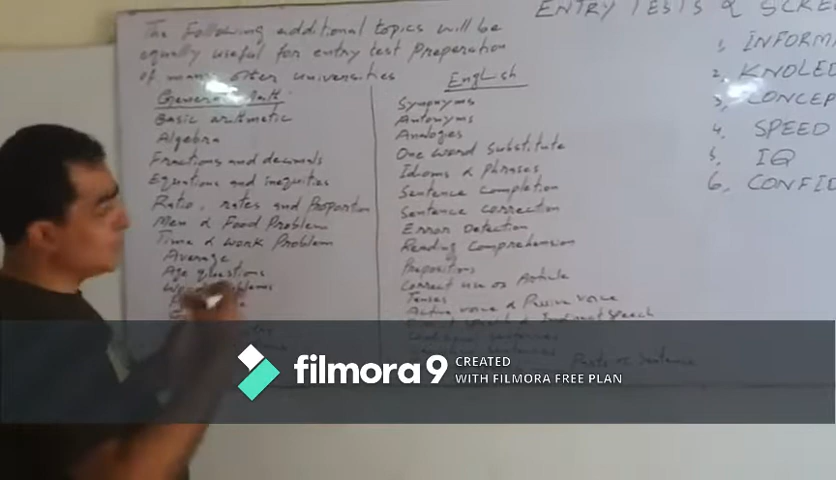 The Following additional topics will be
equally useful for entry test Preparation
of many other universities
General Math
Basic arithmetic
Algebra
Fractions and decimals
Equations and inequities
Ratio, rates and Proportion
Men & Food Problem
Time & work Problem
Average
Age questions
English
Synonyms
Antonyms
Analogies
One word substitute
Idioms & Phrases
Sentence completion
Sentence correction
Error Detection
Reading Comprehension
Prepositions
Correct use of Article
Tenses
Active voice & Passive voice
Indirect speech
Parts of Sentence
ENTRY TESTS &
1. INFORM
2. KNOLED
3. CONCEP
4. SPEED
5. IQ
6. CONFID
filmora9
CREATED
WITH FILMORA FREE PLAN